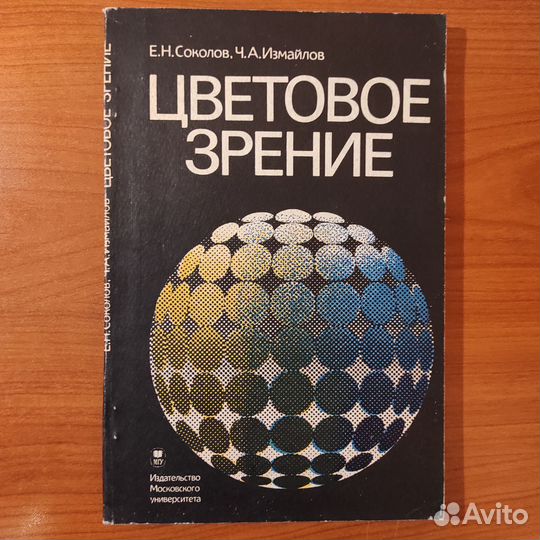 Е.Н. Соколов, Ч.А. Измайлов
ЦВЕТОВОЕ
ЗРЕНИЕ
Е.Н. Соколов, Ч.А. Измайлов ЦВЕТОВОЕ ЗРЕНИЕ
МГУ
Издательство
Московского
университета
Avito